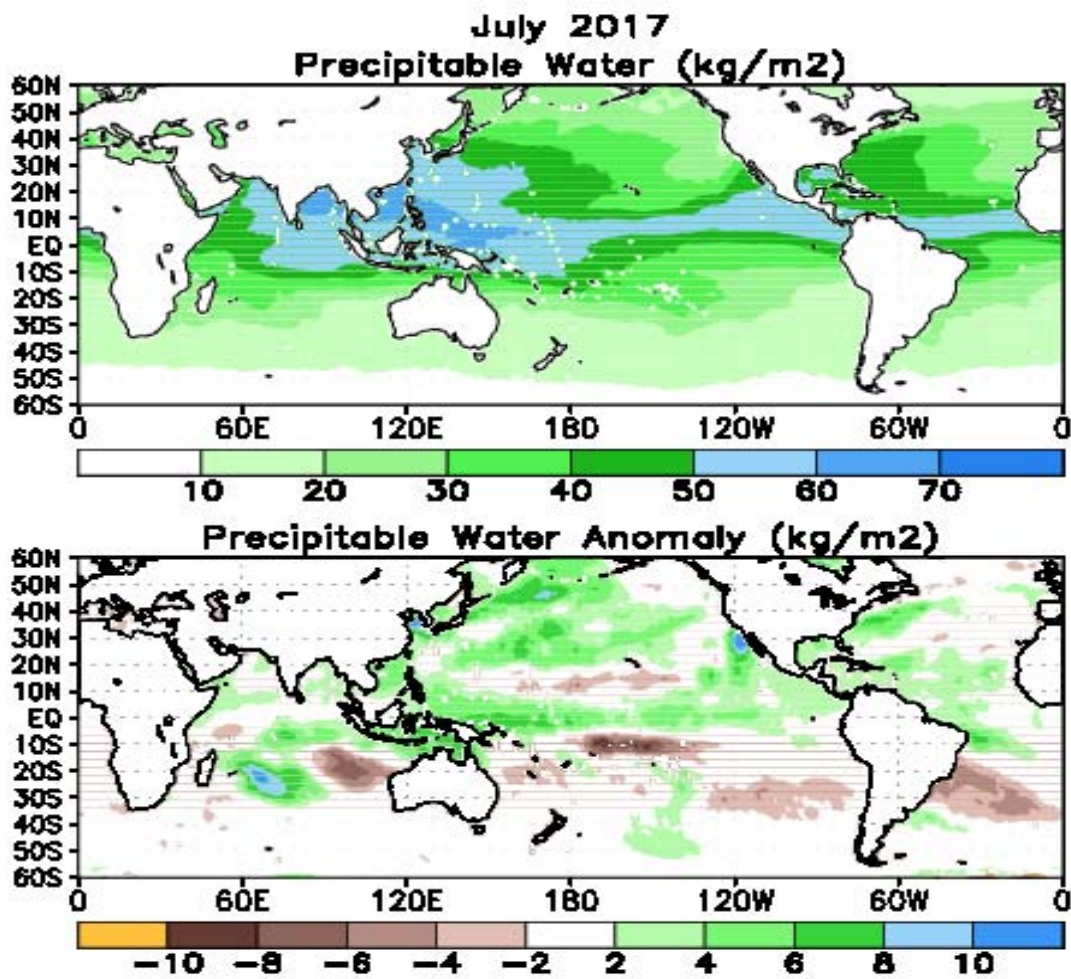 July 2017
Precipitable Water (kg/m2)
60N
50N
40N
30N
20N
10N
EQ
10S
20S
30S
40S
50S
60S
0 60E 120E 180 120W 60W 0
10 20 30 40 50 60 70
Precipitable Water Anomaly (kg/m2)
60N
50N
40N
30N
20N
10N
EQ
10S
20S
30S
40S
50S
60S
0 60E 120E 180 120W 60W 0
-10 -8 -6 -4 -2 2 4 6 8 10